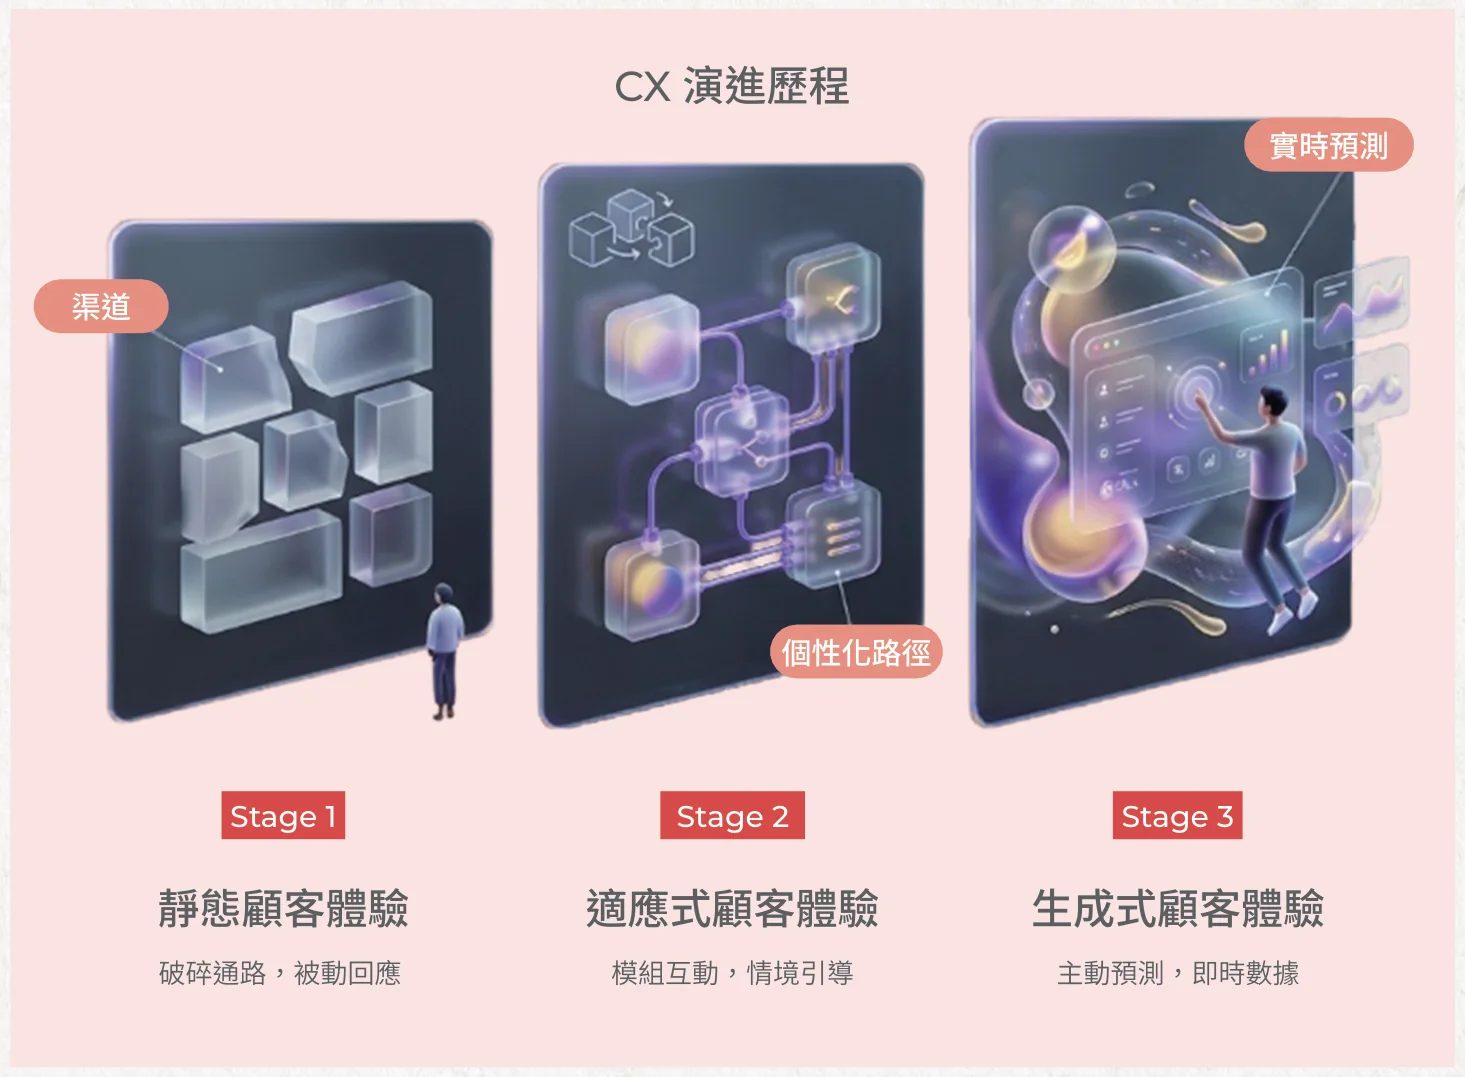 CX 演進歷程
渠道
個性化路徑
實時預測
Stage 1
靜態顧客體驗
破碎通路，被動回應
Stage 2
適應式顧客體驗
模組互動，情境引導
Stage 3
生成式顧客體驗
主動預測，即時數據